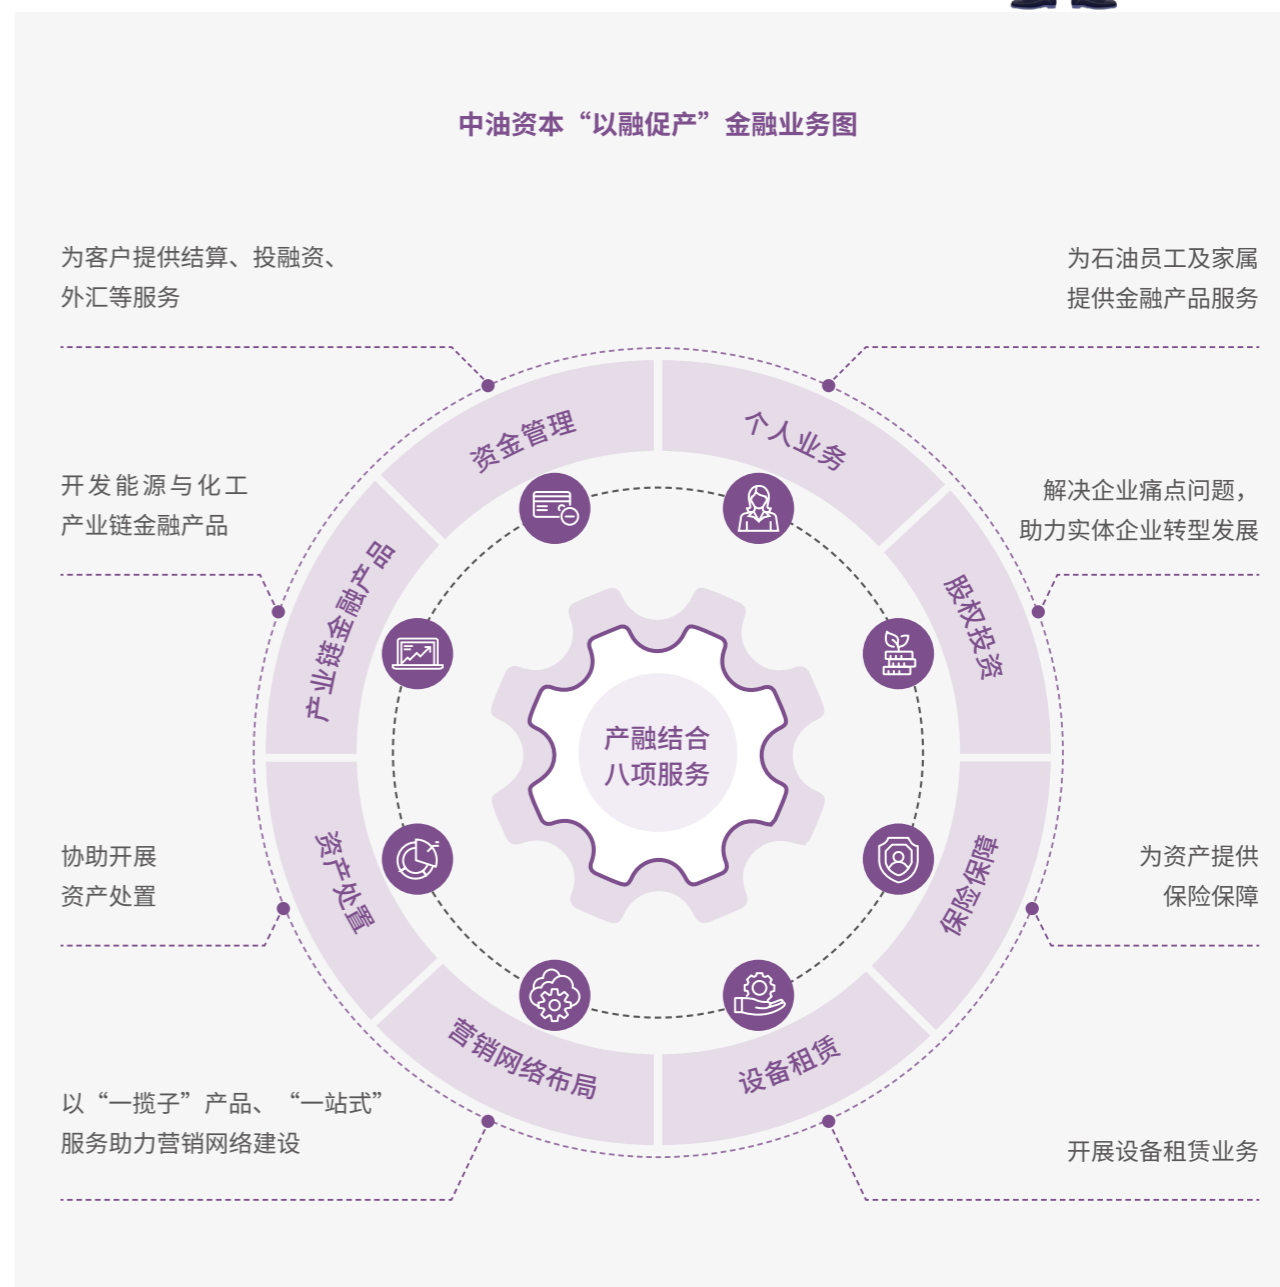 中油资本“以融促产”金融业务图
为客户提供结算、投融资、
外汇等服务
为石油员工及家属
提供金融产品服务
资金管理
个人业务
开发能源与化工
产业链金融产品
解决企业痛点问题，
助力实体企业转型发展
产业链金融产品
股权投资
产融结合
八项服务
协助开展
资产处置
为资产提供
保险保障
资产处置
保险保障
营销网络布局
设备租赁
以“一揽子”产品、“一站式”
服务助力营销网络建设
开展设备租赁业务